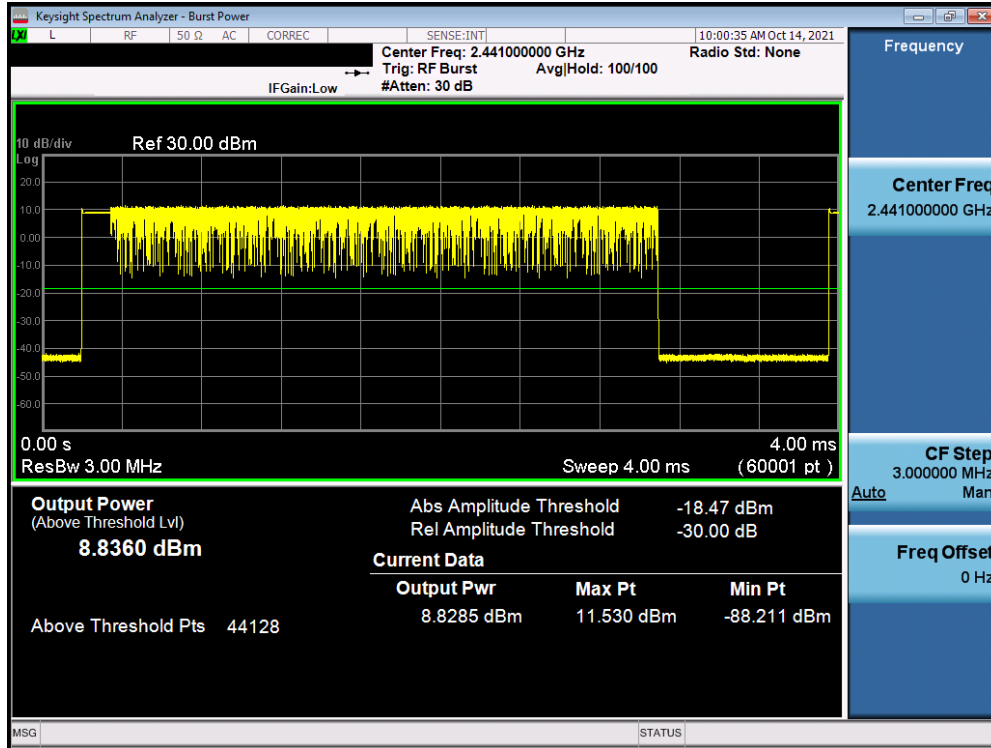 Keysight Spectrum Analyzer - Burst Power
LXI L RF 50 Ω AC CORREC SENSE:INT 10:00:35 AM Oct 14, 2021
Center Freq: 2.441000000 GHz Radio Std: None
Trig: RF Burst Avg|Hold: 100/100
IFGain:Low #Atten: 30 dB
Frequency
10 dB/div Ref 30.00 dBm
Log
20.0
10.0
0.00
-10.0
-20.0
-30.0
-40.0
-50.0
-60.0
0.00 s 4.00 ms
ResBw 3.00 MHz Sweep 4.00 ms (60001 pt)
Center Freq
2.441000000 GHz
CF Step
3.000000 MHz
Auto Man
Freq Offset
0 Hz
Output Power
(Above Threshold Lvl)
8.8360 dBm
Above Threshold Pts 44128
Abs Amplitude Threshold -18.47 dBm
Rel Amplitude Threshold -30.00 dB
Current Data
Output Pwr Max Pt Min Pt
8.8285 dBm 11.530 dBm -88.211 dBm
MSG STATUS